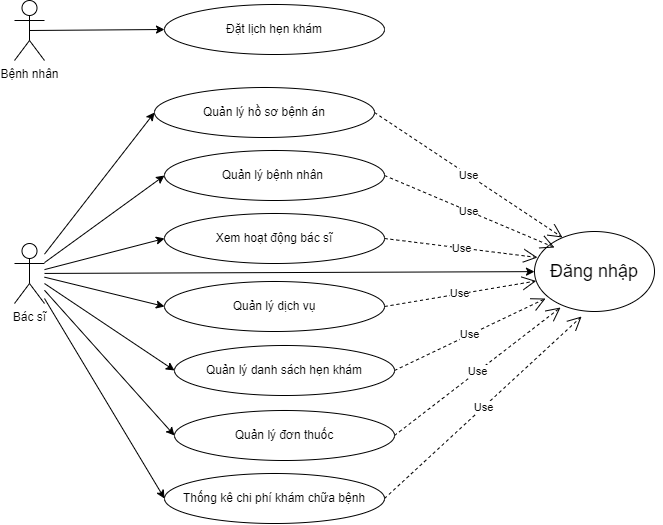 Đặt lịch hẹn khám
Bệnh nhân
Quản lý hồ sơ bệnh án
Use
Quản lý bệnh nhân
Use
Xem hoạt động bác sĩ
Use
Đăng nhập
Bác sĩ
Quản lý dịch vụ
Use
Use
Quản lý danh sách hẹn khám
Use
Use
Quản lý đơn thuốc
Thống kê chi phí khám chữa bệnh